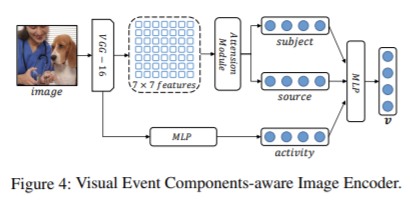 image
VGG-16
7 × 7 features
Attension Module
subject
source
MLP
activity
MLP
v
Figure 4: Visual Event Components-aware Image Encoder.